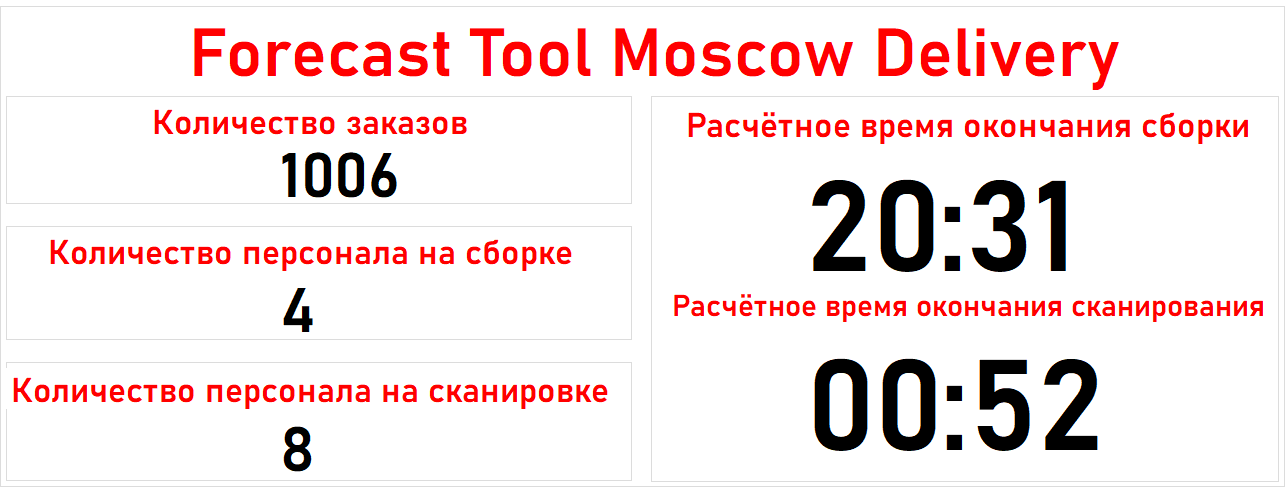 Forecast Tool Moscow Delivery
Количество заказов
1006
Количество персонала на сборке
4
Количество персонала на сканировке
8
Расчётное время окончания сборки
20:31
Расчётное время окончания сканирования
00:52